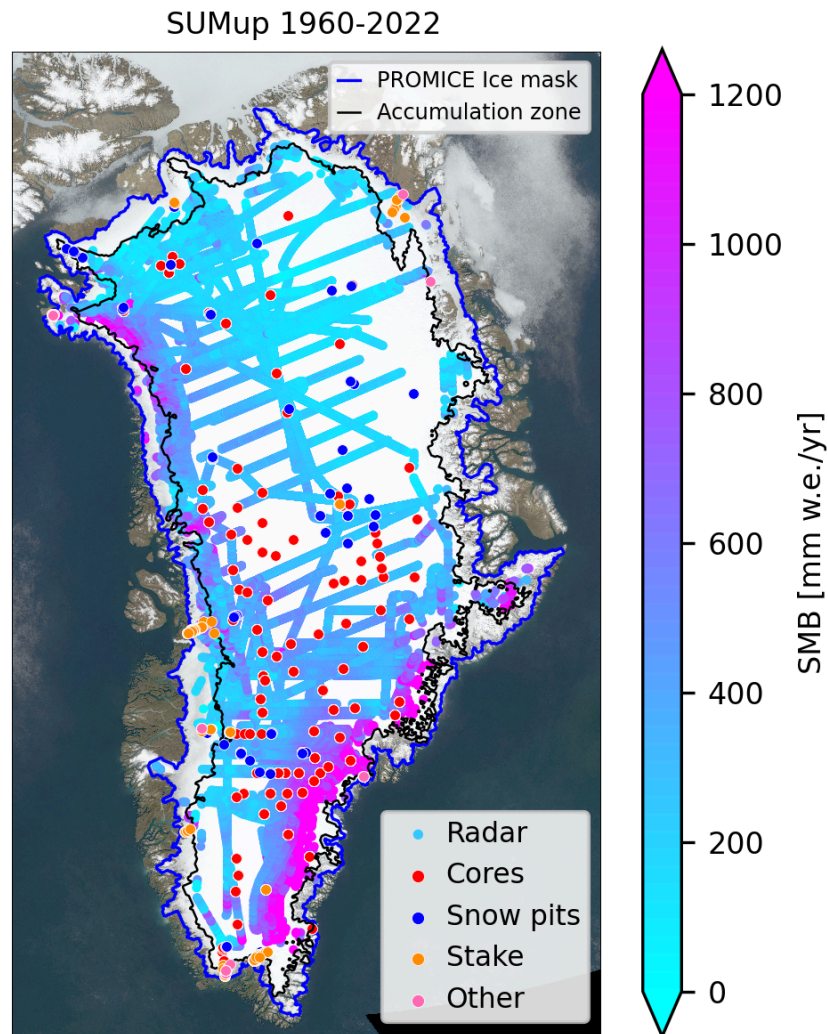 SUMup 1960-2022
PROMICE Ice mask
Accumulation zone
1200
1000
800
600
400
200
0
SMB [mm w.e./yr]
Radar
Cores
Snow pits
Stake
Other